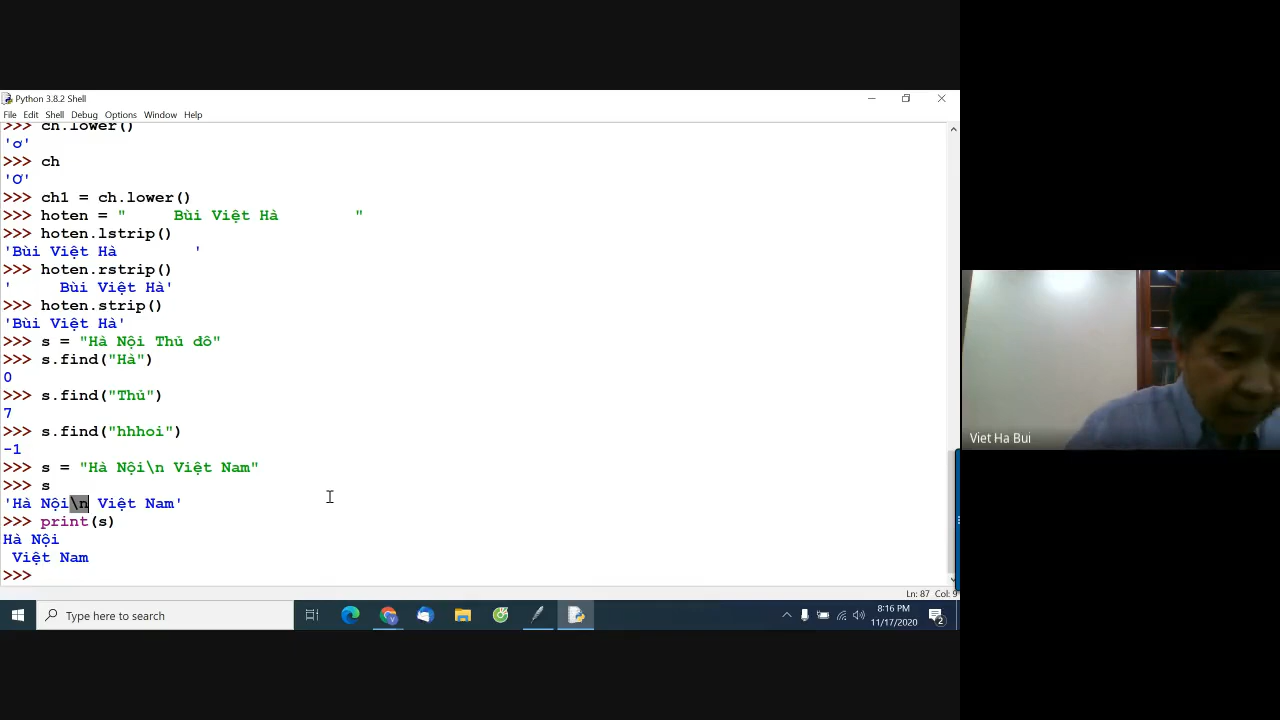 Python 3.8.2 Shell
File Edit Shell Debug Options Window Help
>>> ch.lower()
'ơ'
>>> ch
'Ơ'
>>> ch1 = ch.lower()
>>> hoten = "     Bùi Việt Hà        "
>>> hoten.lstrip()
'Bùi Việt Hà        '
>>> hoten.rstrip()
'     Bùi Việt Hà'
>>> hoten.strip()
'Bùi Việt Hà'
>>> s = "Hà Nội Thủ đô"
>>> s.find("Hà")
0
>>> s.find("Thủ")
7
>>> s.find("hhhoi")
-1
>>> s = "Hà Nội\n Việt Nam"
>>> s
'Hà Nội\n Việt Nam'
>>> print(s)
Hà Nội
 Việt Nam
>>>
Ln: 87 Col: 9
Viet Ha Bui
Type here to search
8:16 PM
11/17/2020
2